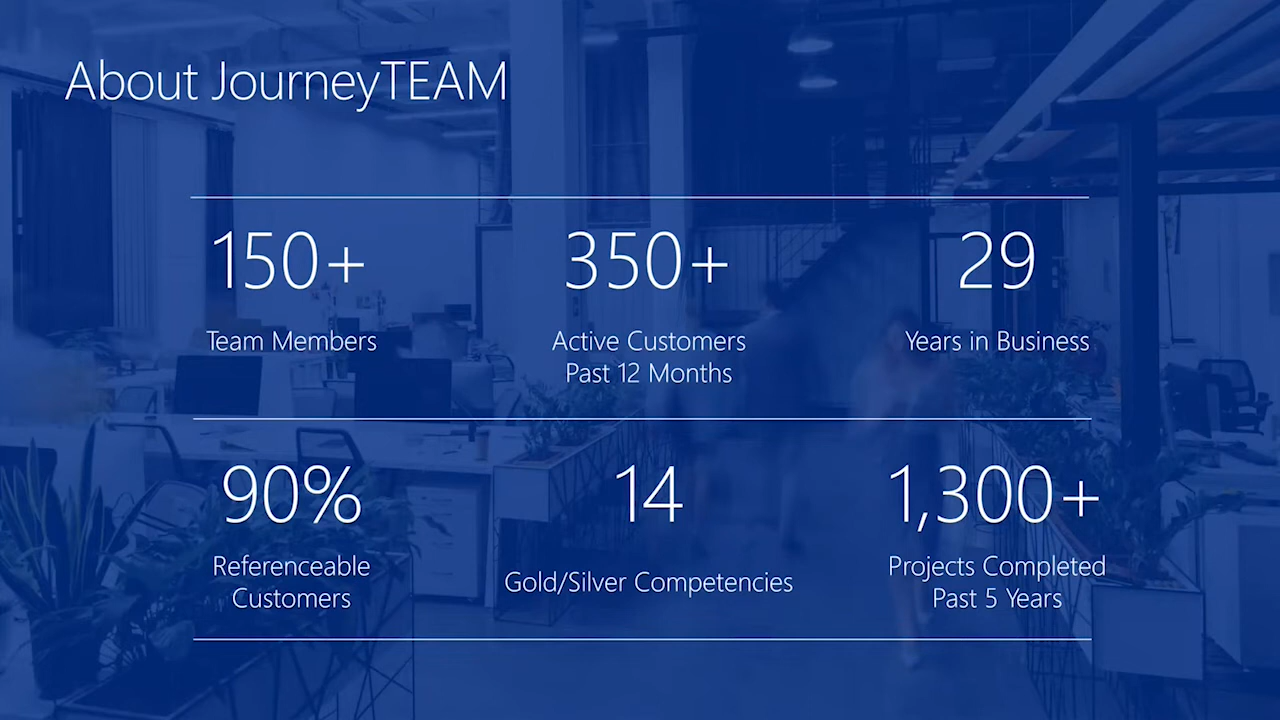 About JourneyTEAM
150+
350+
29
Team Members
Active Customers
Past 12 Months
Years in Business
90%
14
1,300+
Referenceable
Customers
Gold/Silver Competencies
Projects Completed
Past 5 Years